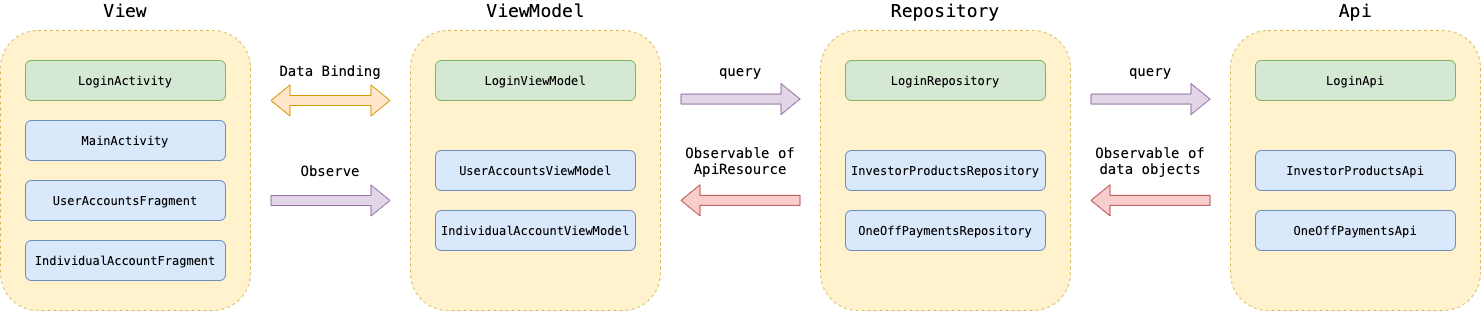 View
LoginActivity
MainActivity
UserAccountsFragment
IndividualAccountFragment
Data Binding
Observe
ViewModel
LoginViewModel
UserAccountsViewModel
IndividualAccountViewModel
query
Observable of
ApiResource
Repository
LoginRepository
InvestorProductsRepository
OneOffPaymentsRepository
query
Observable of
data objects
Api
LoginApi
InvestorProductsApi
OneOffPaymentsApi